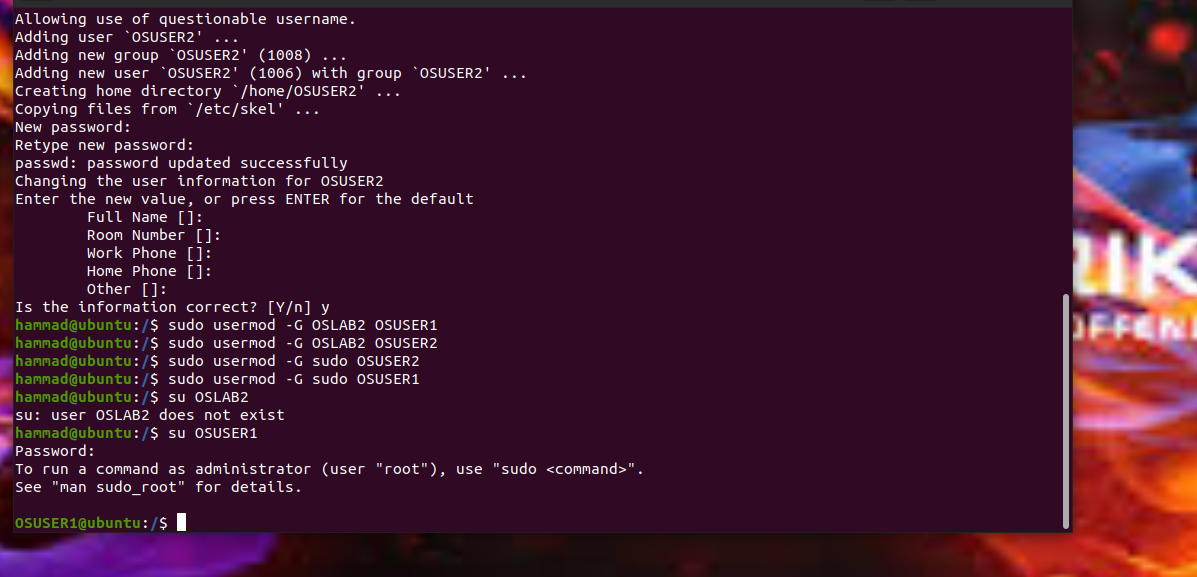 Allowing use of questionable username.
Adding user `OSUSER2' ...
Adding new group `OSUSER2' (1008) ...
Adding new user `OSUSER2' (1006) with group `OSUSER2' ...
Creating home directory `/home/OSUSER2' ...
Copying files from `/etc/skel' ...
New password:
Retype new password:
passwd: password updated successfully
Changing the user information for OSUSER2
Enter the new value, or press ENTER for the default
        Full Name []:
        Room Number []:
        Work Phone []:
        Home Phone []:
        Other []:
Is the information correct? [Y/n] y
hammad@ubuntu:/$ sudo usermod -G OSLAB2 OSUSER1
hammad@ubuntu:/$ sudo usermod -G OSLAB2 OSUSER2
hammad@ubuntu:/$ sudo usermod -G sudo OSUSER2
hammad@ubuntu:/$ sudo usermod -G sudo OSUSER1
hammad@ubuntu:/$ su OSLAB2
su: user OSLAB2 does not exist
hammad@ubuntu:/$ su OSUSER1
Password:
To run a command as administrator (user "root"), use "sudo <command>".
See "man sudo_root" for details.
OSUSER1@ubuntu:/$